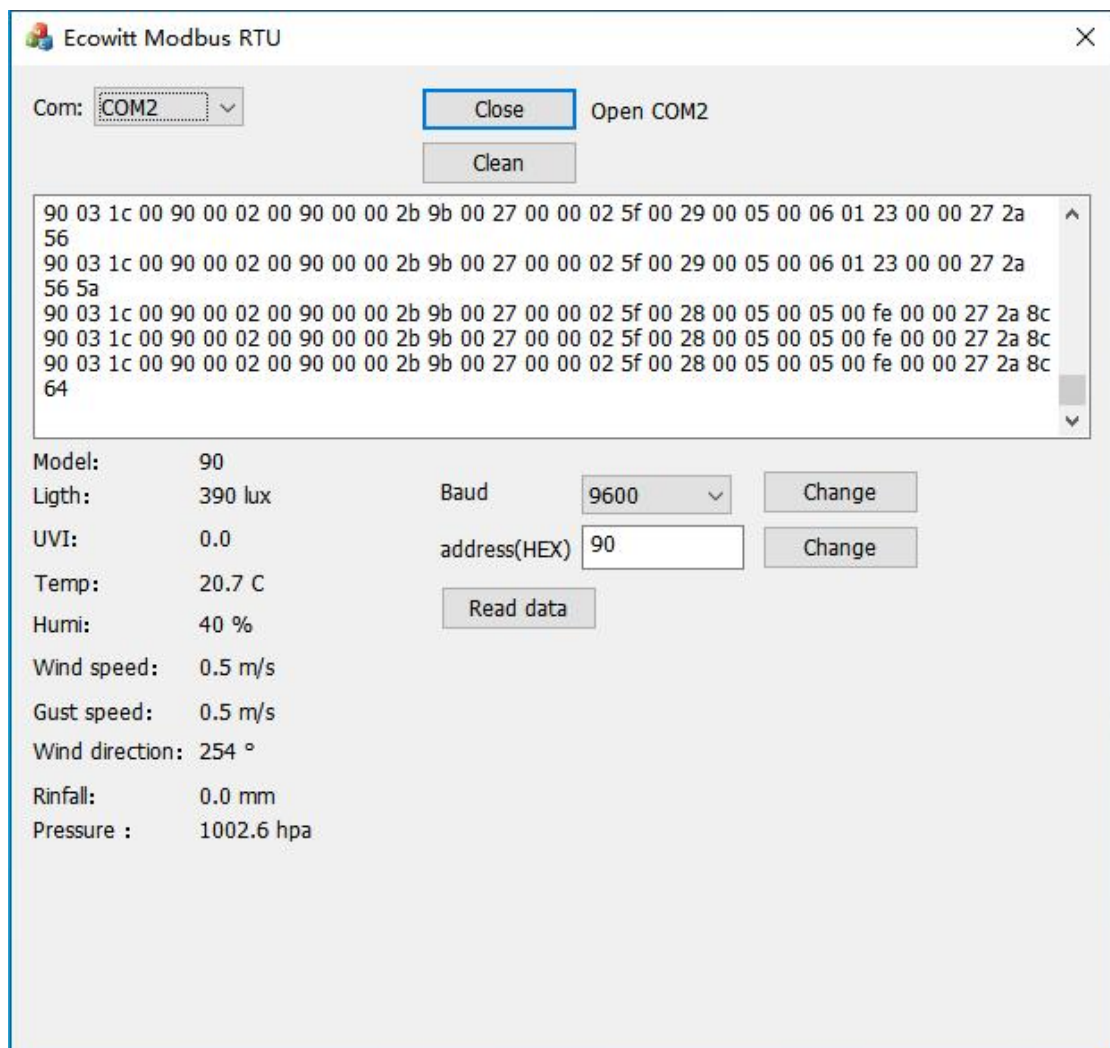 Ecowitt Modbus RTU
Com: COM2 Close Open COM2
Clean
90 03 1c 00 90 00 02 00 90 00 00 2b 9b 00 27 00 00 02 5f 00 29 00 05 00 06 01 23 00 00 27 2a
56
90 03 1c 00 90 00 02 00 90 00 00 2b 9b 00 27 00 00 02 5f 00 29 00 05 00 06 01 23 00 00 27 2a
56 5a
90 03 1c 00 90 00 02 00 90 00 00 2b 9b 00 27 00 00 02 5f 00 28 00 05 00 05 00 fe 00 00 27 2a 8c
90 03 1c 00 90 00 02 00 90 00 00 2b 9b 00 27 00 00 02 5f 00 28 00 05 00 05 00 fe 00 00 27 2a 8c
90 03 1c 00 90 00 02 00 90 00 00 2b 9b 00 27 00 00 02 5f 00 28 00 05 00 05 00 fe 00 00 27 2a 8c
64
Model: 90
Ligth: 390 lux
Baud 9600 Change
UVI: 0.0
address(HEX) 90 Change
Temp: 20.7 C
Read data
Humi: 40 %
Wind speed: 0.5 m/s
Gust speed: 0.5 m/s
Wind direction: 254 °
Rinfall: 0.0 mm
Pressure : 1002.6 hpa